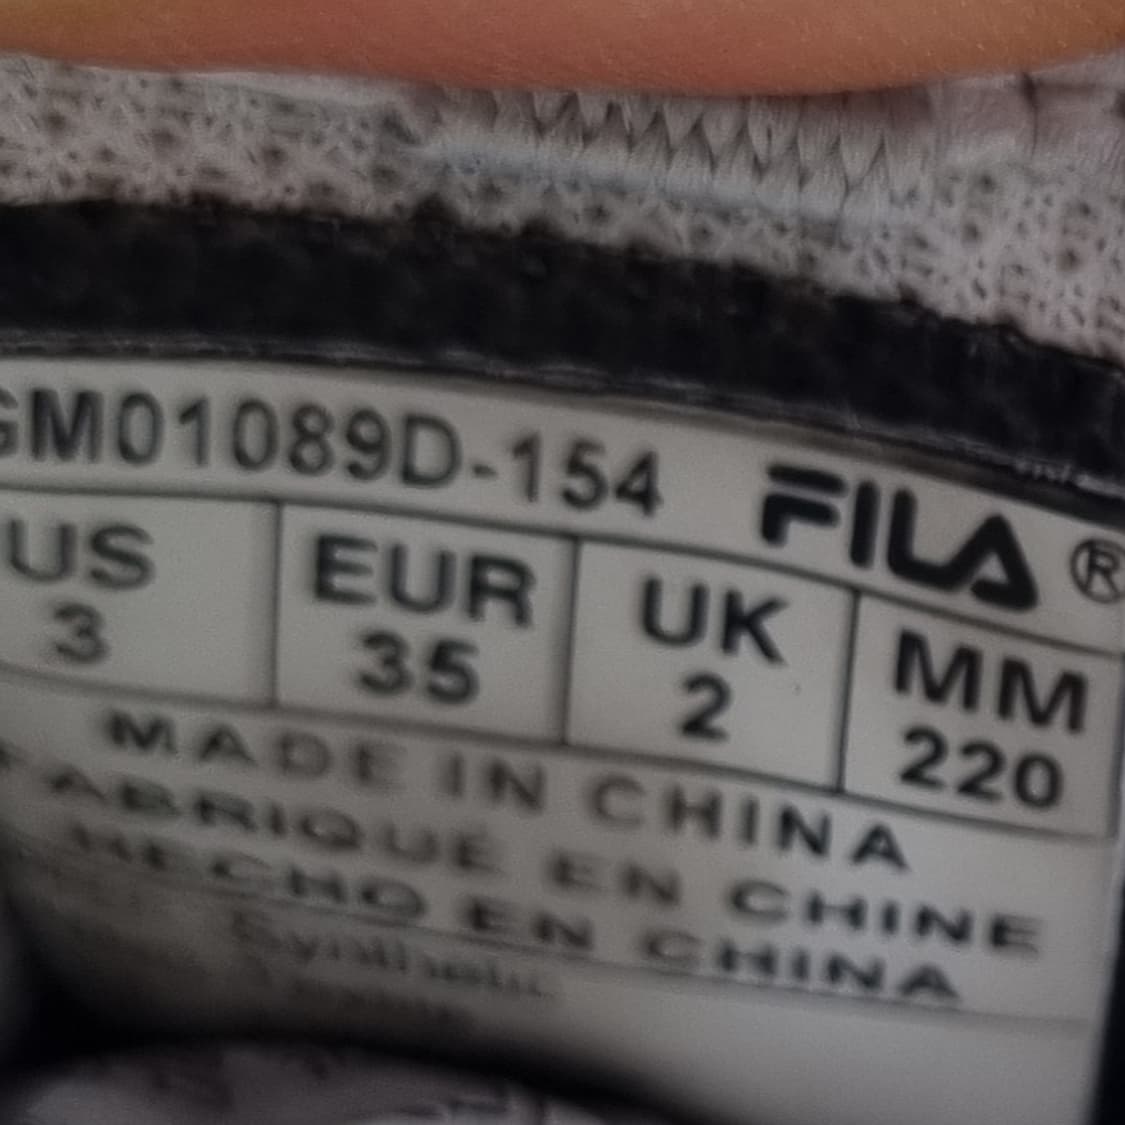 GM01089D-154 FILA®
US EUR UK MM
3 35 2 220
MADE IN CHINA
FABRIQUÉ EN CHINE
HECHO EN CHINA
Synthetic